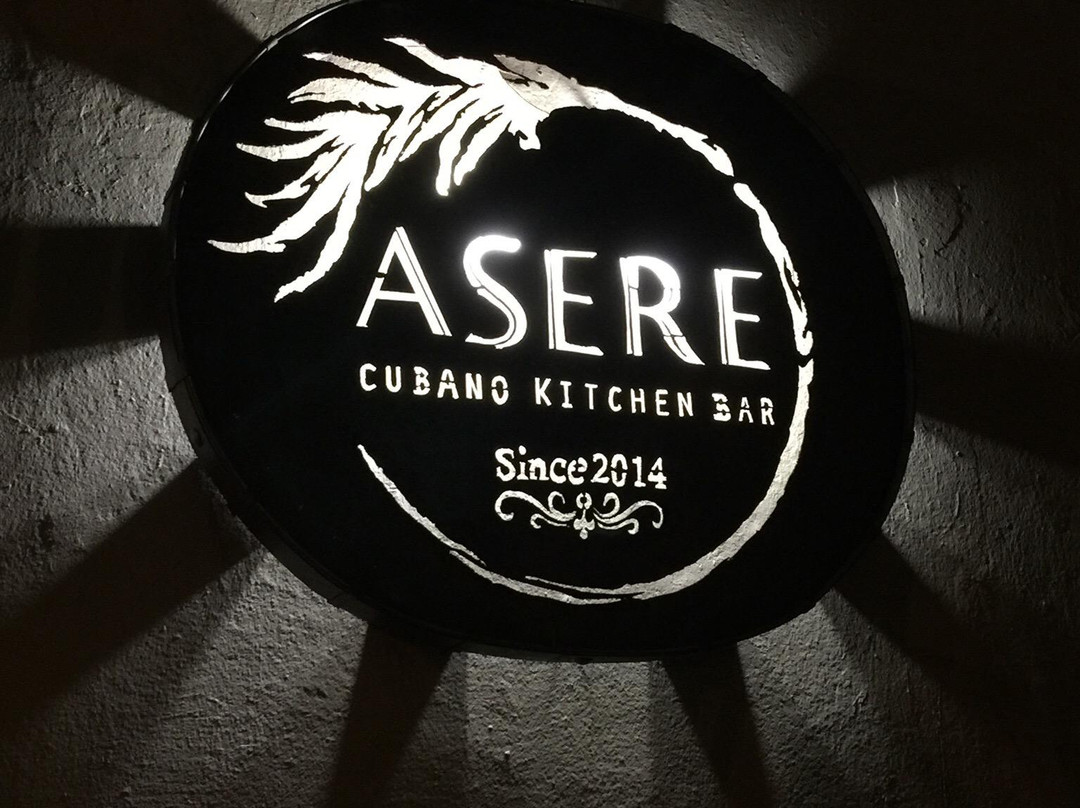 ASERE
CUBANO KITCHEN BAR
Since 2014